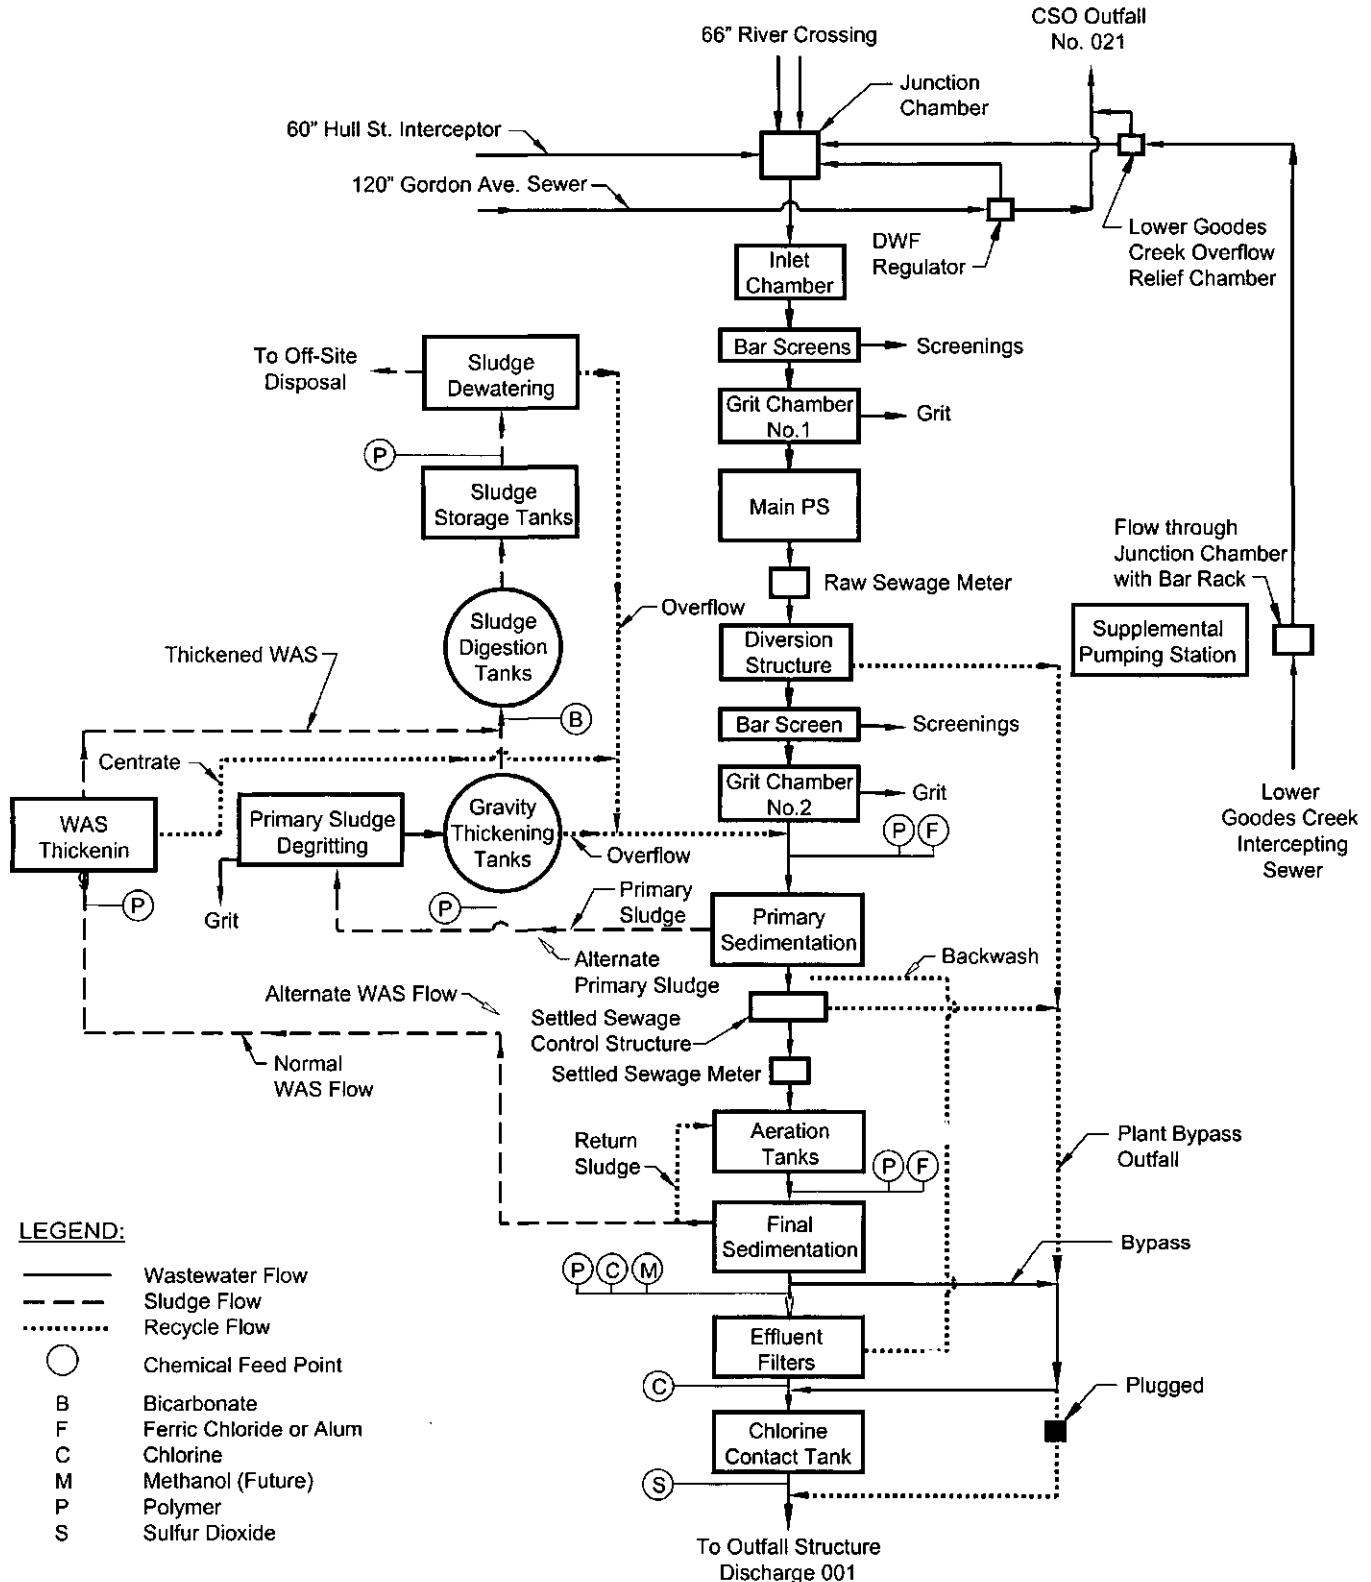 CSO Outfall
No. 021
66" River Crossing
Junction
Chamber
60" Hull St. Interceptor
120" Gordon Ave. Sewer
DWF
Regulator
Lower Goodes
Creek Overflow
Relief Chamber
Inlet
Chamber
To Off-Site
Disposal
Sludge
Dewatering
Bar Screens
Screenings
Grit Chamber
No.1
Grit
P
Sludge
Storage Tanks
Main PS
Flow through
Junction Chamber
with Bar Rack
Raw Sewage Meter
Overflow
Sludge
Digestion
Tanks
Diversion
Structure
Supplemental
Pumping Station
Thickened WAS
B
Bar Screen
Screenings
Centrate
Grit Chamber
No.2
Grit
Lower
Goodes Creek
Intercepting
Sewer
WAS
Thickenin
g
Primary Sludge
Degritting
Gravity
Thickening
Tanks
Overflow
P
F
P
Grit
P
Primary
Sludge
Primary
Sedimentation
Alternate
Primary Sludge
Backwash
Alternate WAS Flow
Settled Sewage
Control Structure
Normal
WAS Flow
Settled Sewage Meter
Return
Sludge
Aeration
Tanks
Plant Bypass
Outfall
P
F
Final
Sedimentation
Bypass
P
C
M
Effluent
Filters
C
Plugged
Chlorine
Contact Tank
S
To Outfall Structure
Discharge 001
LEGEND:
Wastewater Flow
Sludge Flow
Recycle Flow
Chemical Feed Point
B Bicarbonate
F Ferric Chloride or Alum
C Chlorine
M Methanol (Future)
P Polymer
S Sulfur Dioxide